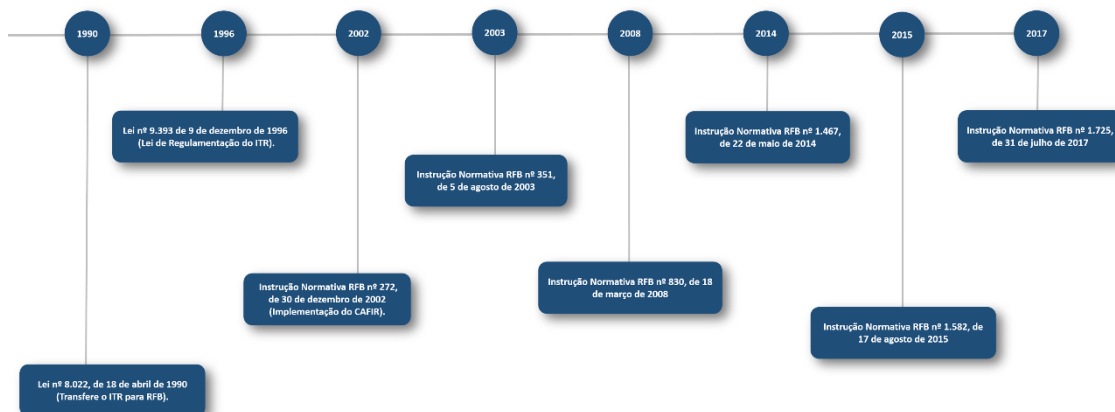 1990
1996
2002
2003
2008
2014
2015
2017
Lei nº 9.393 de 9 de dezembro de 1996
(Lei de Regulamentação do ITR).
Instrução Normativa RFB nº 1.467,
de 22 de maio de 2014
Instrução Normativa RFB nº 1.725,
de 31 de julho de 2017
Instrução Normativa RFB nº 351,
de 5 de agosto de 2003
Instrução Normativa RFB nº 272,
de 30 de dezembro de 2002
(Implementação do CAFIR).
Instrução Normativa RFB nº 830, de 18
de março de 2008
Instrução Normativa RFB nº 1.582, de
17 de agosto de 2015
Lei nº 8.022, de 18 de abril de 1990
(Transfere o ITR para RFB).